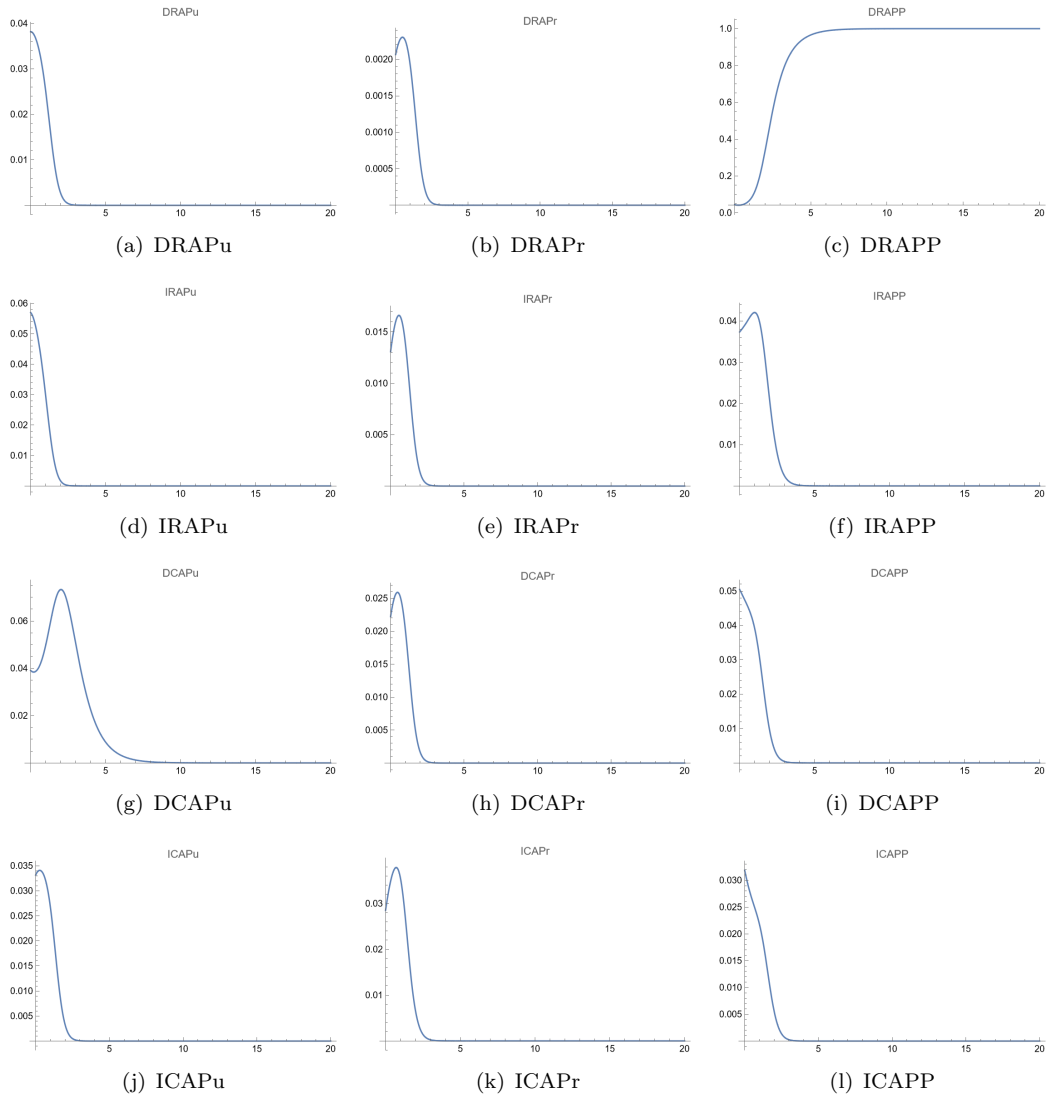 DRAPu
0.04
0.03
0.02
0.01
5 10 15 20
(a) DRAPu
DRAPr
0.0020
0.0015
0.0010
0.0005
5 10 15 20
(b) DRAPr
DRAPP
1.0
0.8
0.6
0.4
0.2
0.0
5 10 15 20
(c) DRAPP
IRAPu
0.06
0.05
0.04
0.03
0.02
0.01
5 10 15 20
(d) IRAPu
IRAPr
0.015
0.010
0.005
5 10 15 20
(e) IRAPr
IRAPP
0.04
0.03
0.02
0.01
5 10 15 20
(f) IRAPP
DCAPu
0.06
0.04
0.02
5 10 15 20
(g) DCAPu
DCAPr
0.025
0.020
0.015
0.010
0.005
5 10 15 20
(h) DCAPr
DCAPP
0.05
0.04
0.03
0.02
0.01
5 10 15 20
(i) DCAPP
ICAPu
0.035
0.030
0.025
0.020
0.015
0.010
0.005
5 10 15 20
(j) ICAPu
ICAPr
0.03
0.02
0.01
5 10 15 20
(k) ICAPr
ICAPP
0.030
0.025
0.020
0.015
0.010
0.005
5 10 15 20
(l) ICAPP